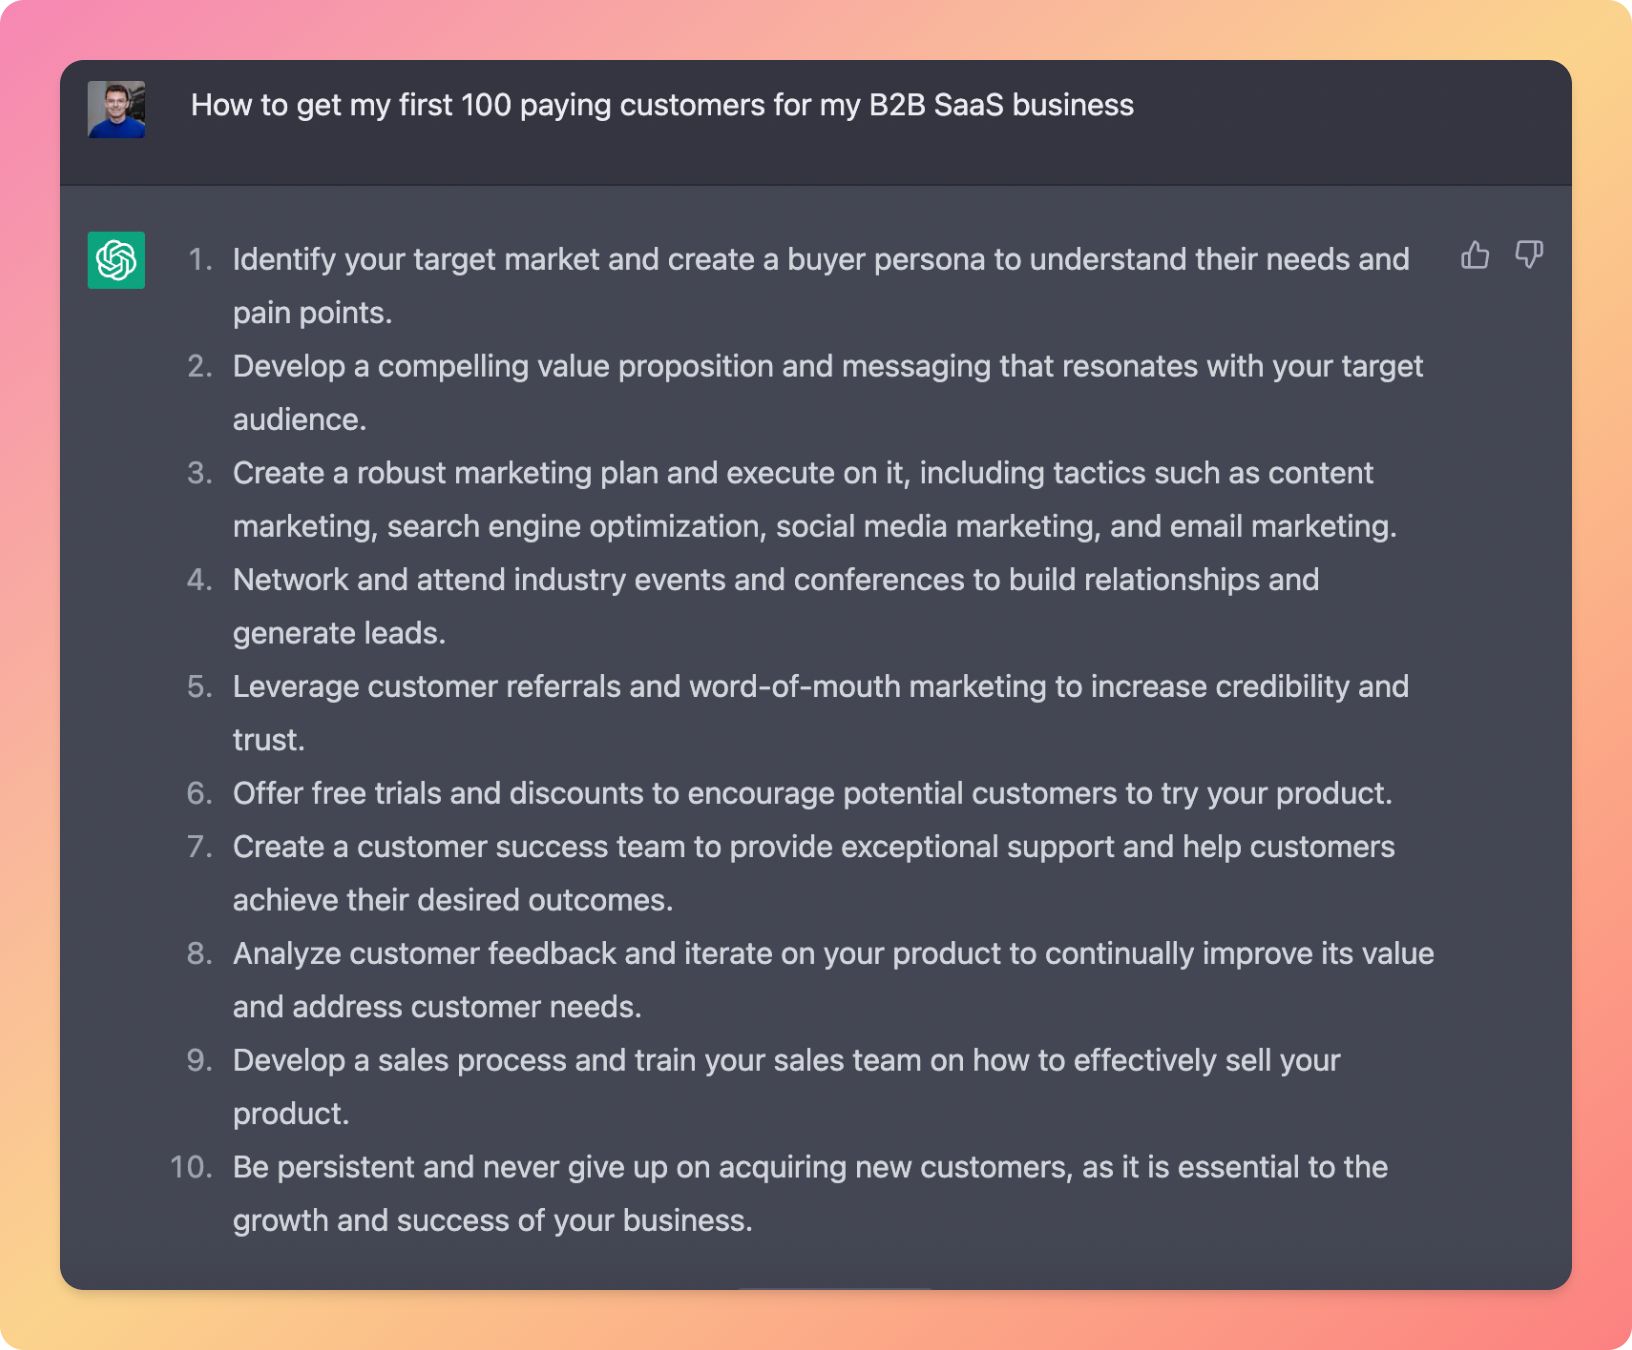 How to get my first 100 paying customers for my B2B SaaS business
1. Identify your target market and create a buyer persona to understand their needs and
pain points.
2. Develop a compelling value proposition and messaging that resonates with your target
audience.
3. Create a robust marketing plan and execute on it, including tactics such as content
marketing, search engine optimization, social media marketing, and email marketing.
4. Network and attend industry events and conferences to build relationships and
generate leads.
5. Leverage customer referrals and word-of-mouth marketing to increase credibility and
trust.
6. Offer free trials and discounts to encourage potential customers to try your product.
7. Create a customer success team to provide exceptional support and help customers
achieve their desired outcomes.
8. Analyze customer feedback and iterate on your product to continually improve its value
and address customer needs.
9. Develop a sales process and train your sales team on how to effectively sell your
product.
10. Be persistent and never give up on acquiring new customers, as it is essential to the
growth and success of your business.